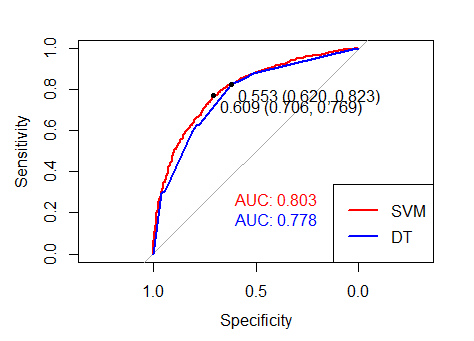 1.0
0.8
0.6
0.4
0.2
0.0
Sensitivity
0.553 (0.620, 0.823)
0.609 (0.706, 0.769)
AUC: 0.803
AUC: 0.778
SVM
DT
1.0 0.5 0.0
Specificity